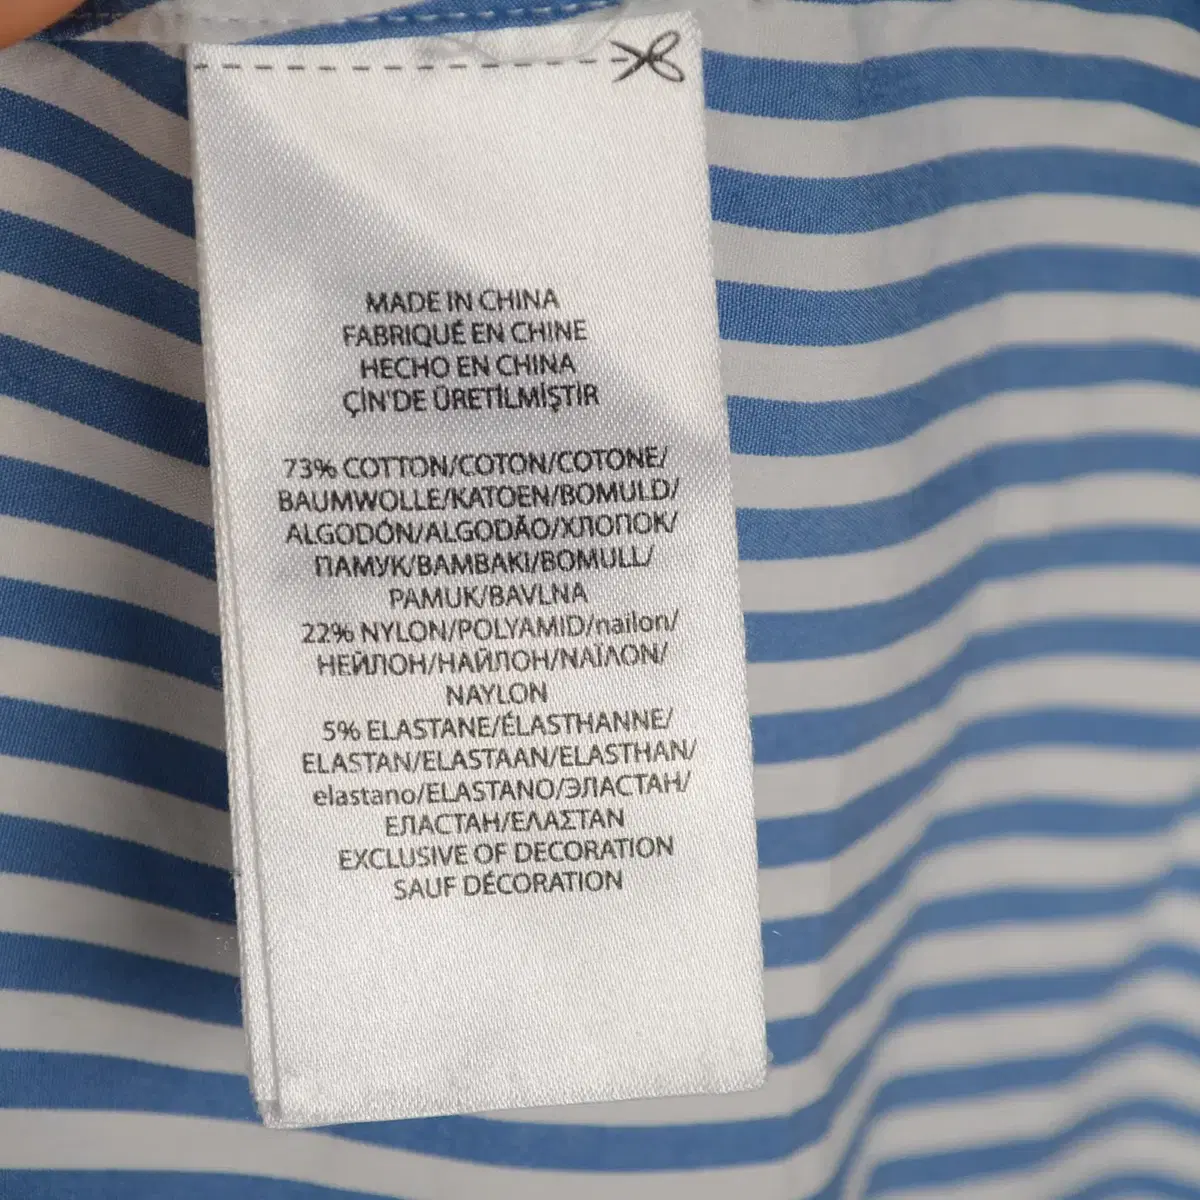 MADE IN CHINA
FABRIQUÉ EN CHINE
HECHO EN CHINA
ÇİN'DE ÜRETİLMİŞTİR
73% COTTON/COTON/COTONE/
BAUMWOLLE/KATOEN/BOMULD/
ALGODÓN/ALGODÃO/ХЛОПОК/
ПАМУК/BAMBAKI/BOMULL/
PAMUK/BAVLNA
22% NYLON/POLYAMID/nailon/
НЕЙЛОН/НАЙЛОН/ΝΑΪΛΟΝ/
NAYLON
5% ELASTANE/ÉLASTHANNE/
ELASTAN/ELASTAAN/ELASTHAN/
elastano/ELASTANO/ЭЛАСТАН/
ЕЛАСТАН/ΕΛΑΣΤΑΝ
EXCLUSIVE OF DECORATION
SAUF DÉCORATION